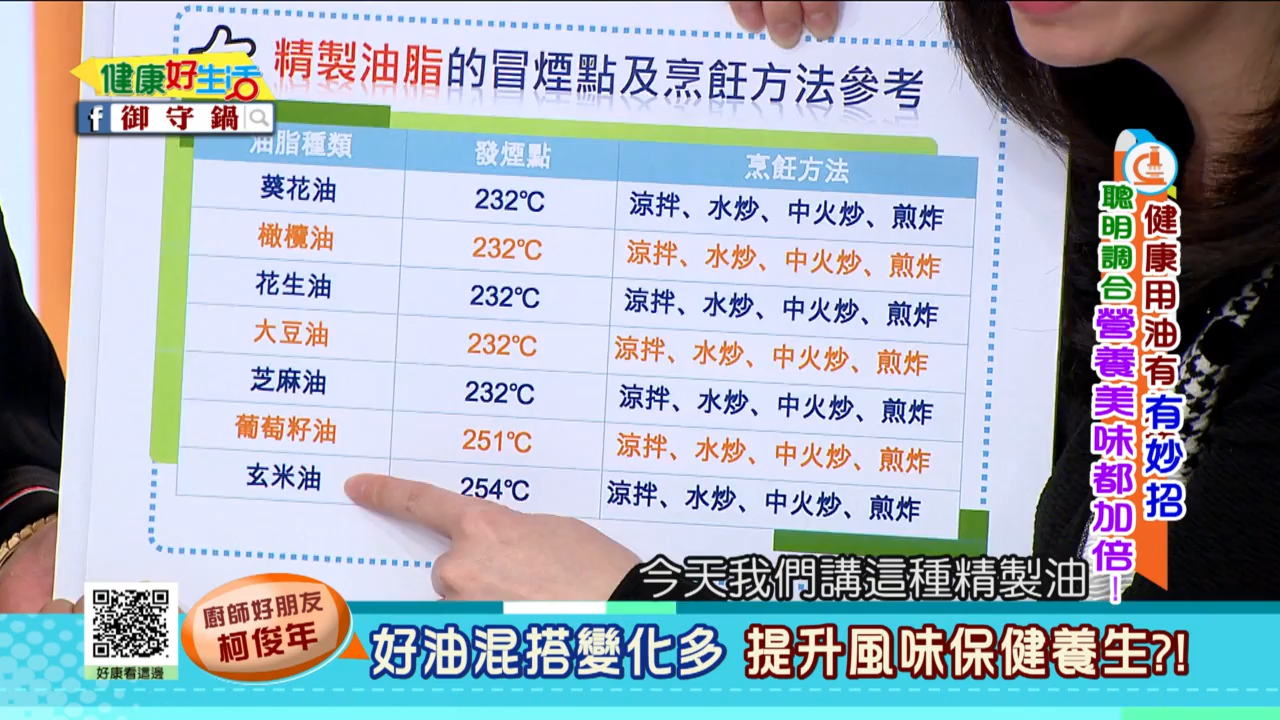 精製油脂的冒煙點及烹飪方法參考
健康好生活
f 御守鍋
油脂種類 發煙點 烹飪方法
葵花油 232℃ 涼拌、水炒、中火炒、煎炸
橄欖油 232℃ 涼拌、水炒、中火炒、煎炸
花生油 232℃ 涼拌、水炒、中火炒、煎炸
大豆油 232℃ 涼拌、水炒、中火炒、煎炸
芝麻油 232℃ 涼拌、水炒、中火炒、煎炸
葡萄籽油 251℃ 涼拌、水炒、中火炒、煎炸
玄米油 254℃ 涼拌、水炒、中火炒、煎炸
健康用油有有妙招
聰明調合營養美味都加倍!
今天我們講這種精製油
廚師好朋友
柯俊年
好油混搭變化多 提升風味保健養生?!
好康看這邊